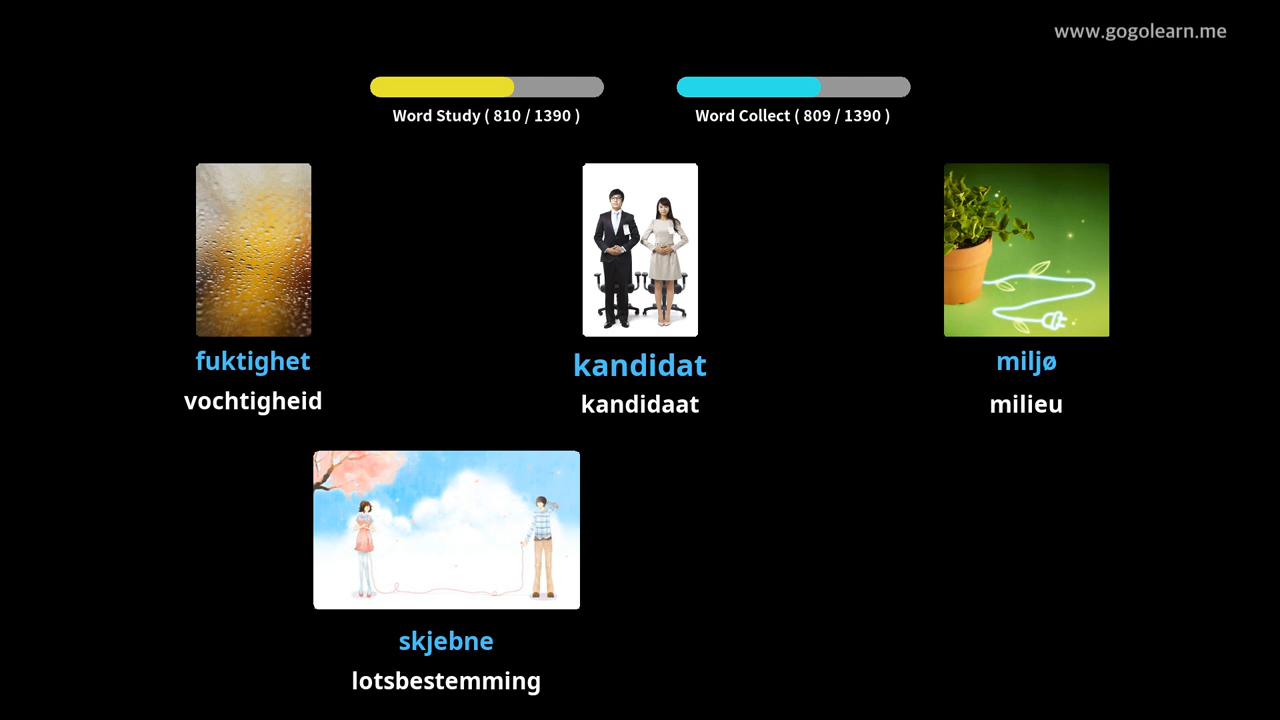 www.gogolearn.me
Word Study ( 810 / 1390 )
Word Collect ( 809 / 1390 )
fuktighet
vochtigheid
kandidat
kandidaat
miljø
milieu
skjebne
lotsbestemming